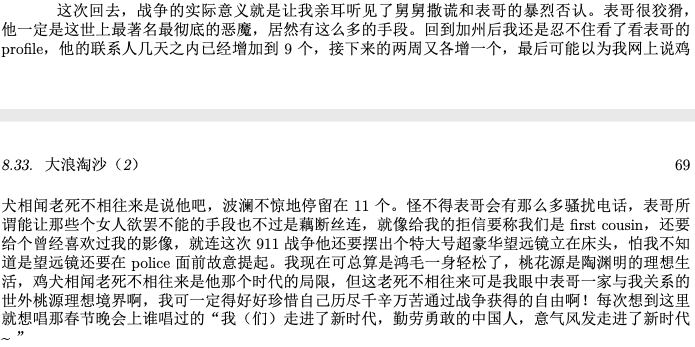 这次回去，战争的实际意义就是让我亲耳听见了舅舅撒谎和表哥的暴烈否认。表哥很狡猾，
他一定是这世上最著名最彻底的恶魔，居然有这么多的手段。回到加州后我还是忍不住看了看表哥的
profile，他的联系人几天之内已经增加到 9 个，接下来的两周又各增一个，最后可能以为我网上说鸡
8.33. 大浪淘沙（2） 69
犬相闻老死不相往来是说他吧，波澜不惊地停留在 11 个。怪不得表哥会有那么多骚扰电话，表哥所
谓能让那些个女人欲罢不能的手段也不过是藕断丝连，就像给我的拒信要称我们是 first cousin，还要
给个曾经喜欢过我的影像，就连这次 911 战争他还要摆出个特大号超豪华望远镜立在床头，怕我不知
道是望远镜还要在 police 面前故意提起。我现在可总算是鸿毛一身轻松了，桃花源是陶渊明的理想生
活，鸡犬相闻老死不相往来是他那个时代的局限，但这老死不相往来可是我眼中表哥一家与我关系的
世外桃源理想境界啊，我可一定得好好珍惜自己历尽千辛万苦通过战争获得的自由啊！每次想到这里
就想唱那春节晚会上谁唱过的“我（们）走进了新时代，勤劳勇敢的中国人，意气风发走进了新时代
~ ”